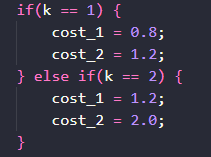 if(k == 1) {
    cost_1 = 0.8;
    cost_2 = 1.2;
} else if(k == 2) {
    cost_1 = 1.2;
    cost_2 = 2.0;
}